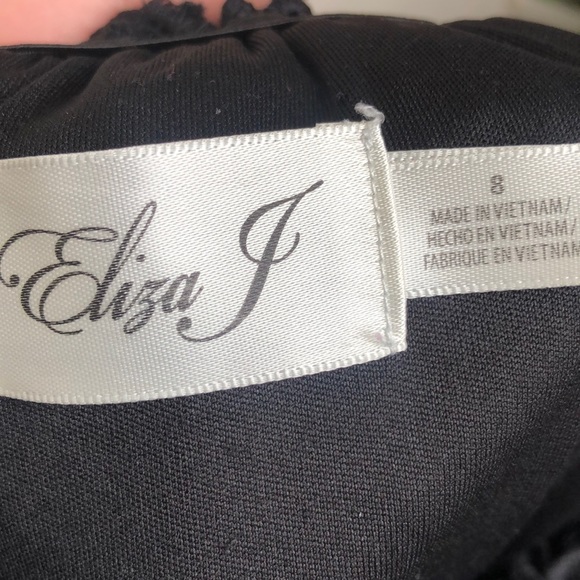 Eliza J
8
MADE IN VIETNAM/
HECHO EN VIETNAM/
FABRIQUE EN VIETNAM